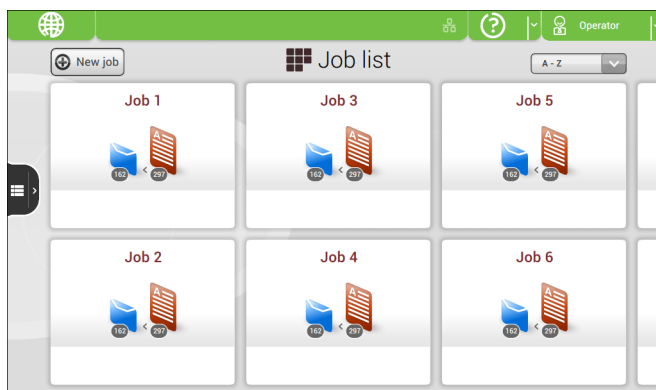 Operator
New job
Job list
A - Z
Job 1
Job 3
Job 5
A
162 < 297
A
162 < 297
A
162 < 297
Job 2
Job 4
Job 6
A
162 < 297
A
162 < 297
A
162 < 297